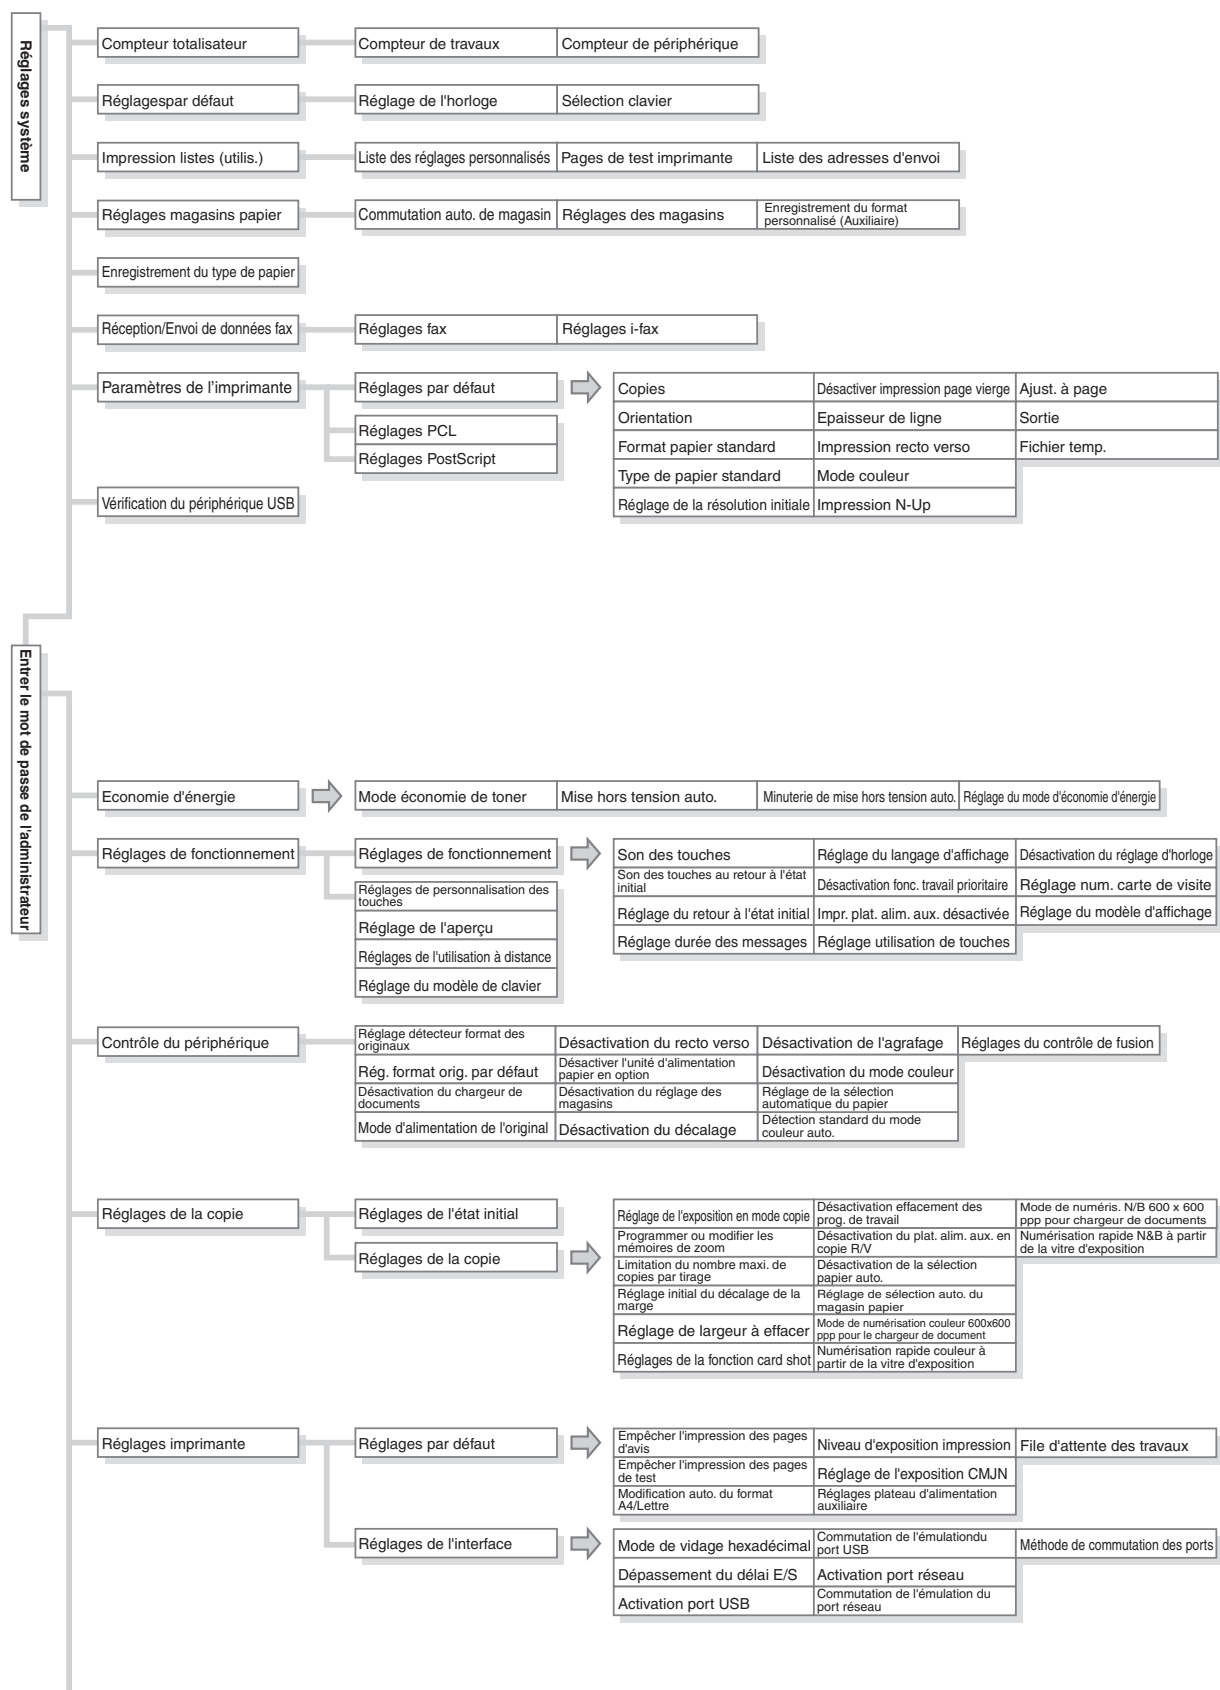 Réglages système
Compteur totalisateur
Compteur de travaux
Compteur de périphérique
Réglagespar défaut
Réglage de l'horloge
Sélection clavier
Impression listes (utilis.)
Liste des réglages personnalisés
Pages de test imprimante
Liste des adresses d'envoi
Réglages magasins papier
Commutation auto. de magasin
Réglages des magasins
Enregistrement du format
personnalisé (Auxiliaire)
Enregistrement du type de papier
Réception/Envoi de données fax
Réglages fax
Réglages i-fax
Paramètres de l'imprimante
Réglages par défaut
Copies
Désactiver impression page vierge
Ajust. à page
Orientation
Epaisseur de ligne
Sortie
Réglages PCL
Format papier standard
Impression recto verso
Fichier temp.
Réglages PostScript
Type de papier standard
Mode couleur
Réglage de la résolution initiale
Impression N-Up
Vérification du périphérique USB
Entrer le mot de passe de l'administrateur
Economie d'énergie
Mode économie de toner
Mise hors tension auto.
Minuterie de mise hors tension auto.
Réglage du mode d'économie d'énergie
Réglages de fonctionnement
Réglages de fonctionnement
Son des touches
Réglage du langage d'affichage
Désactivation du réglage d'horloge
Son des touches au retour à l'état
initial
Désactivation fonc. travail prioritaire
Réglage num. carte de visite
Réglages de personnalisation des
touches
Réglage du retour à l'état initial
Impr. plat. alim. aux. désactivée
Réglage du modèle d'affichage
Réglage de l'aperçu
Réglage durée des messages
Réglage utilisation de touches
Réglages de l'utilisation à distance
Réglage du modèle de clavier
Contrôle du périphérique
Réglage détecteur format des
originaux
Désactivation du recto verso
Désactivation de l'agrafage
Réglages du contrôle de fusion
Rég. format orig. par défaut
Désactiver l'unité d'alimentation
papier en option
Désactivation du mode couleur
Désactivation du chargeur de
documents
Désactivation du réglage des
magasins
Réglage de la sélection
automatique du papier
Mode d'alimentation de l'original
Désactivation du décalage
Détection standard du mode
couleur auto.
Réglages de la copie
Réglages de l'état initial
Réglages de la copie
Réglage de l'exposition en mode copie
Désactivation effacement des
prog. de travail
Mode de numéris. N/B 600 x 600
ppp pour chargeur de documents
Programmer ou modifier les
mémoires de zoom
Désactivation du plat. alim. aux. en
copie R/V
Numérisation rapide N&B à partir
de la vitre d'exposition
Limitation du nombre maxi. de
copies par tirage
Désactivation de la sélection
papier auto.
Réglage initial du décalage de la
marge
Réglage de sélection auto. du
magasin papier
Réglage de largeur à effacer
Mode de numérisation couleur 600x600
ppp pour le chargeur de document
Réglages de la fonction card shot
Numérisation rapide couleur à
partir de la vitre d'exposition
Réglages imprimante
Réglages par défaut
Empêcher l'impression des pages
d'avis
Niveau d'exposition impression
File d'attente des travaux
Empêcher l'impression des pages
de test
Réglage de l'exposition CMJN
Modification auto. du format
A4/Lettre
Réglages plateau d'alimentation
auxiliaire
Réglages de l'interface
Mode de vidage hexadécimal
Commutation de l'émulationdu
port USB
Méthode de commutation des ports
Dépassement du délai E/S
Activation port réseau
Activation port USB
Commutation de l'émulation du
port réseau